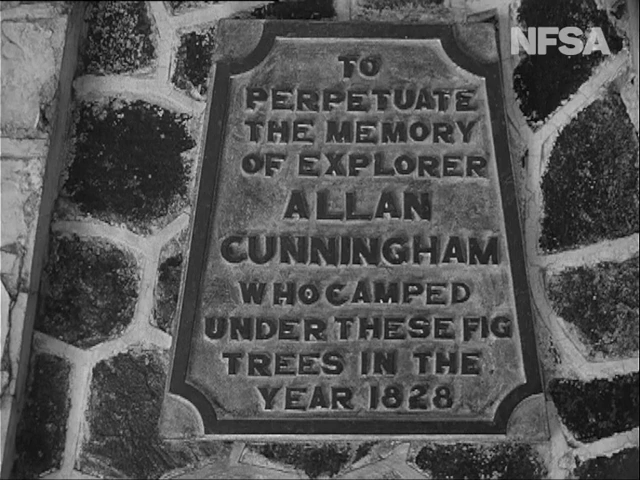 NFSA
TO
PERPETUATE
THE MEMORY
OF EXPLORER
ALLAN
CUNNINGHAM
WHO CAMPED
UNDER THESE FIG
TREES IN THE
YEAR 1828